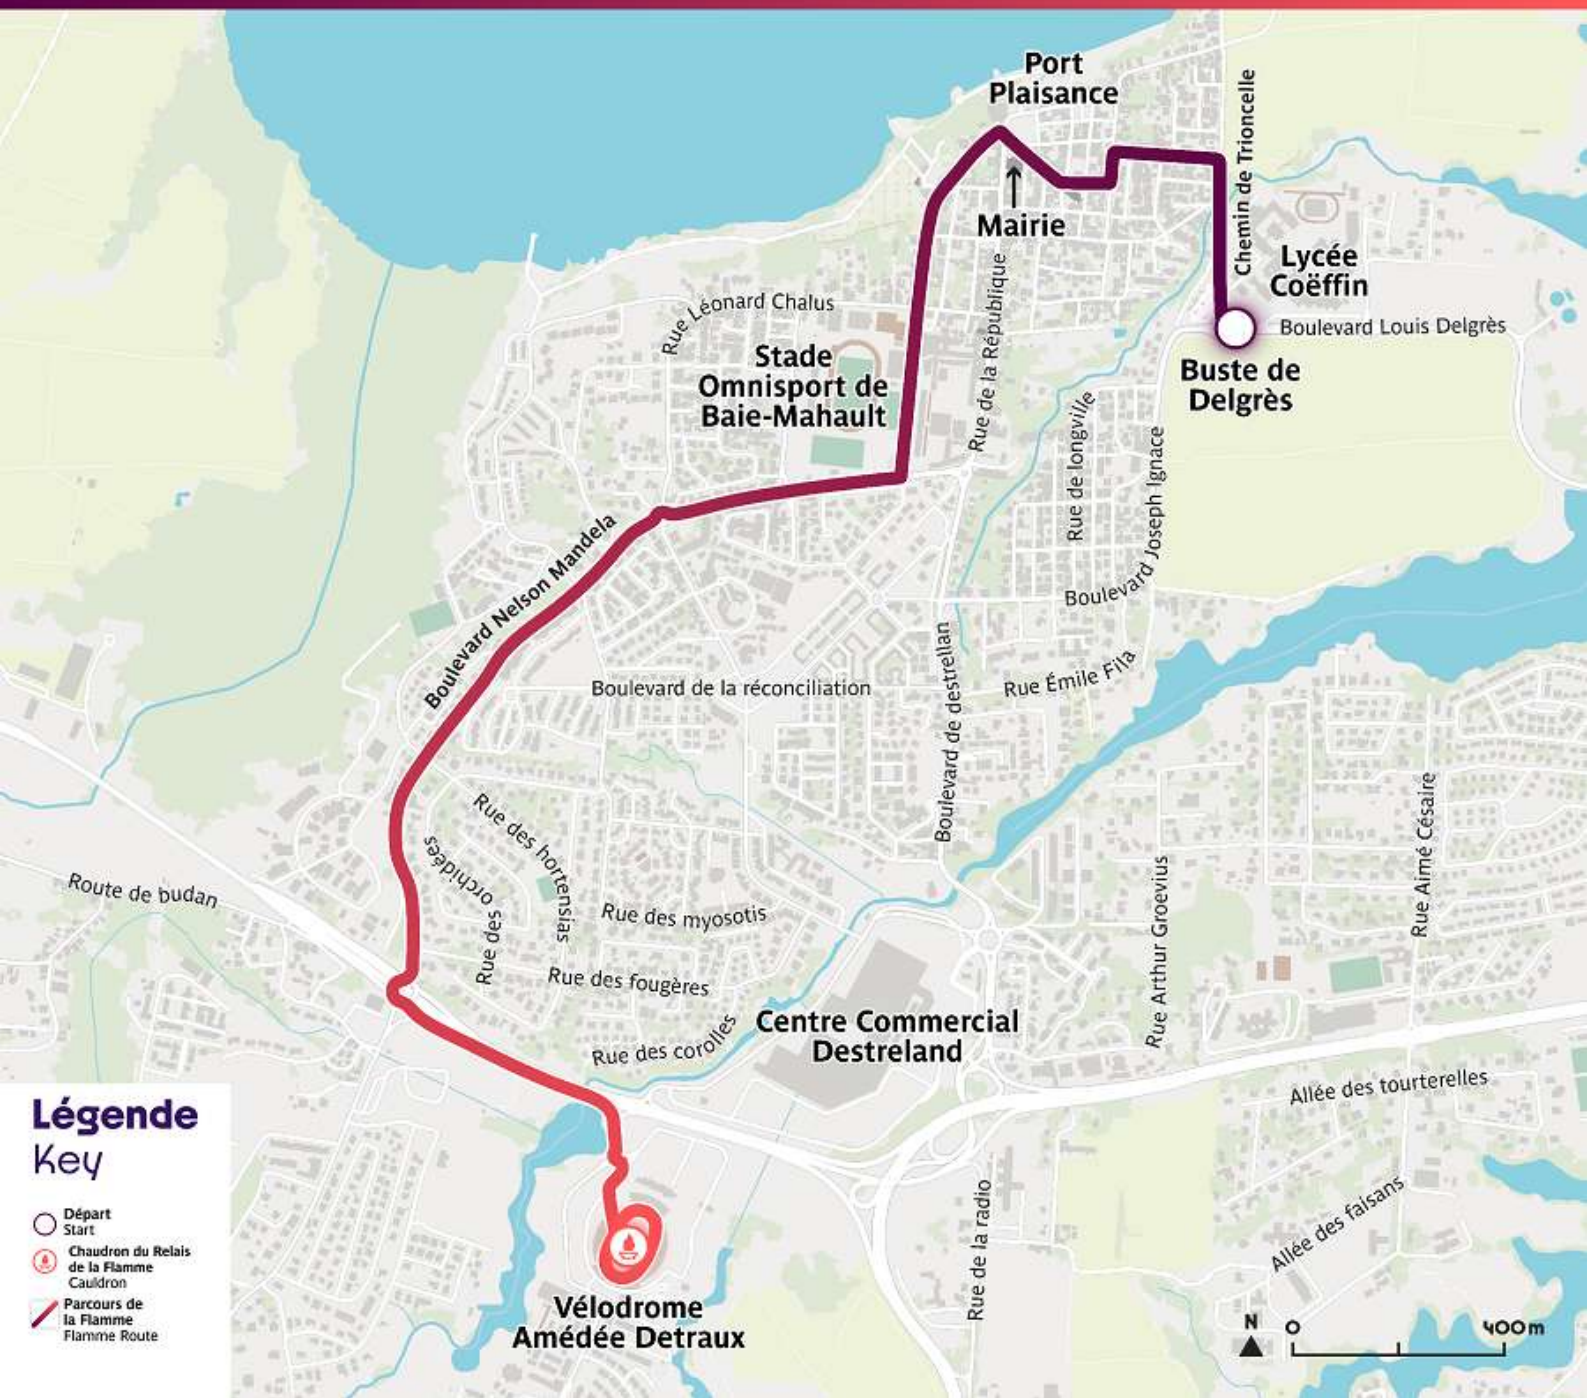 Port
Plaisance
Chemin de Trioncelle
Mairie
Lycée
Coëffin
Rue Léonard Chalus
Rue de la République
Boulevard Louis Delgrès
Stade
Omnisport de
Baie-Mahault
Buste de
Delgrès
Rue de longville
Boulevard Joseph Ignace
Boulevard Nelson Mandela
Boulevard de destrellan
Rue Émile Fila
Boulevard de la réconciliation
Rue des hortensias
Rue des orchidées
Rue Aimé Césaire
Rue Arthur Groevius
Route de budan
Rue des myosotis
Rue des fougères
Rue des corolles
Centre Commercial
Destreland
Allée des tourterelles
Allée des faisans
Rue de la radio
Légende
Key
Départ
Start
Chaudron du Relais
de la Flamme
Cauldron
Parcours de
la Flamme
Flamme Route
Vélodrome
Amédée Detraux
N
0
400m